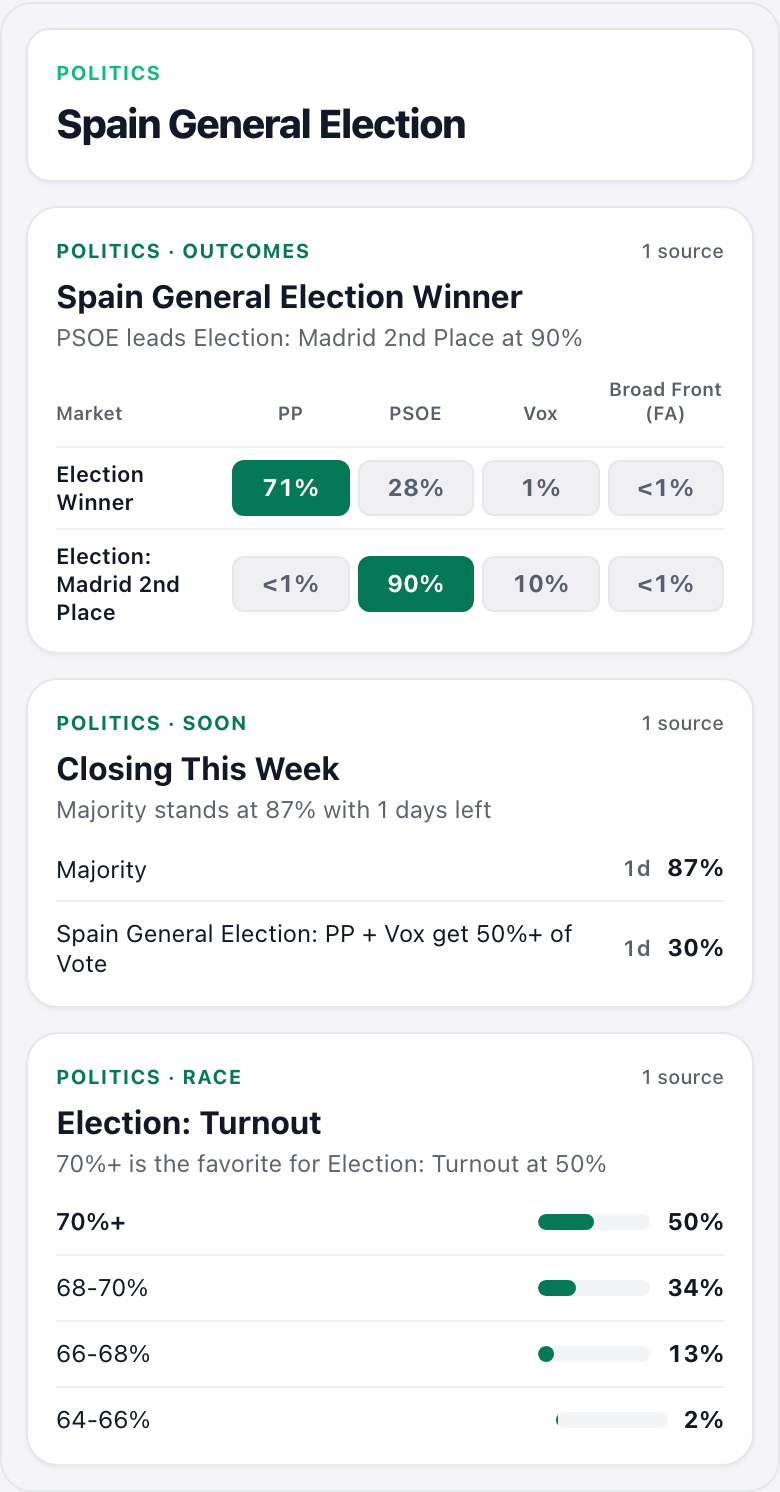 POLITICS
Spain General Election
POLITICS · OUTCOMES
1 source
Spain General Election Winner
PSOE leads Election: Madrid 2nd Place at 90%
Market PP PSOE Vox Broad Front
(FA)
Election
Winner
71% 28% 1% <1%
Election:
Madrid 2nd
Place
<1% 90% 10% <1%
POLITICS · SOON
1 source
Closing This Week
Majority stands at 87% with 1 days left
Majority 1d 87%
Spain General Election: PP + Vox get 50%+ of
Vote
1d 30%
POLITICS · RACE
1 source
Election: Turnout
70%+ is the favorite for Election: Turnout at 50%
70%+ 50%
68-70% 34%
66-68% 13%
64-66% 2%